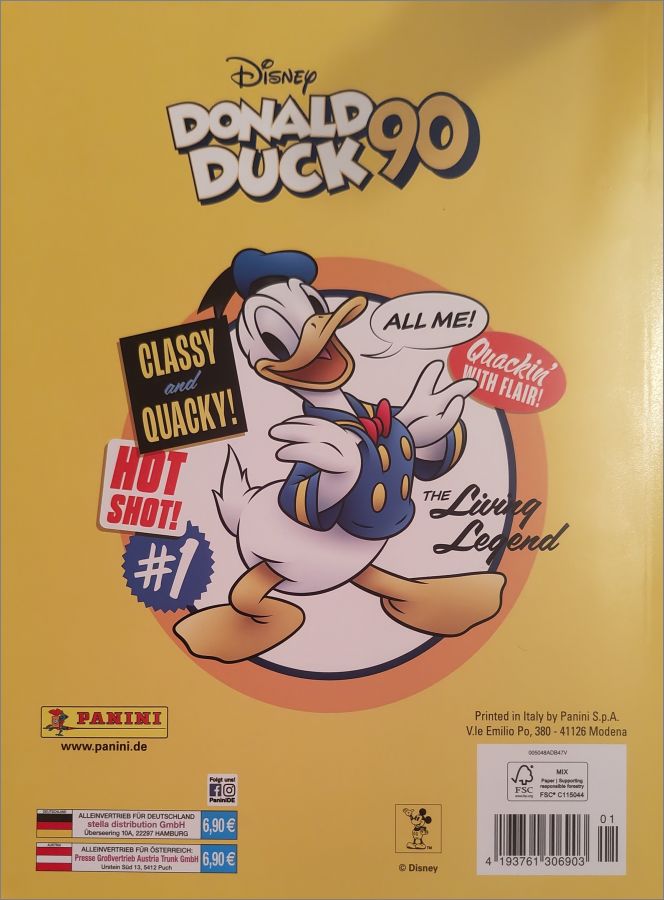 Disney
DONALD
DUCK 90
ALL ME!
CLASSY
and
QUACKY!
Quackin'
WITH FLAIR!
HOT
SHOT!
#1
THE Living
Legend
PANINI
www.panini.de
Printed in Italy by Panini S.p.A.
V.le Emilio Po, 380 - 41126 Modena
005048ADB47V
FSC
MIX
Paper | Supporting
responsible forestry
FSC® C115044
Folgt uns!
PaniniDE
DEUTSCHLAND
ALLEINVERTRIEB FÜR DEUTSCHLAND
stella distribution GmbH
Überseering 10A, 22297 HAMBURG
6,90 €
AUSTRIA
ALLEINVERTRIEB FÜR ÖSTERREICH:
Presse Großvertrieb Austria Trunk GmbH
Urstein Süd 13, 5412 Puch
6,90 €
TM
© Disney
01
4 193761 306903